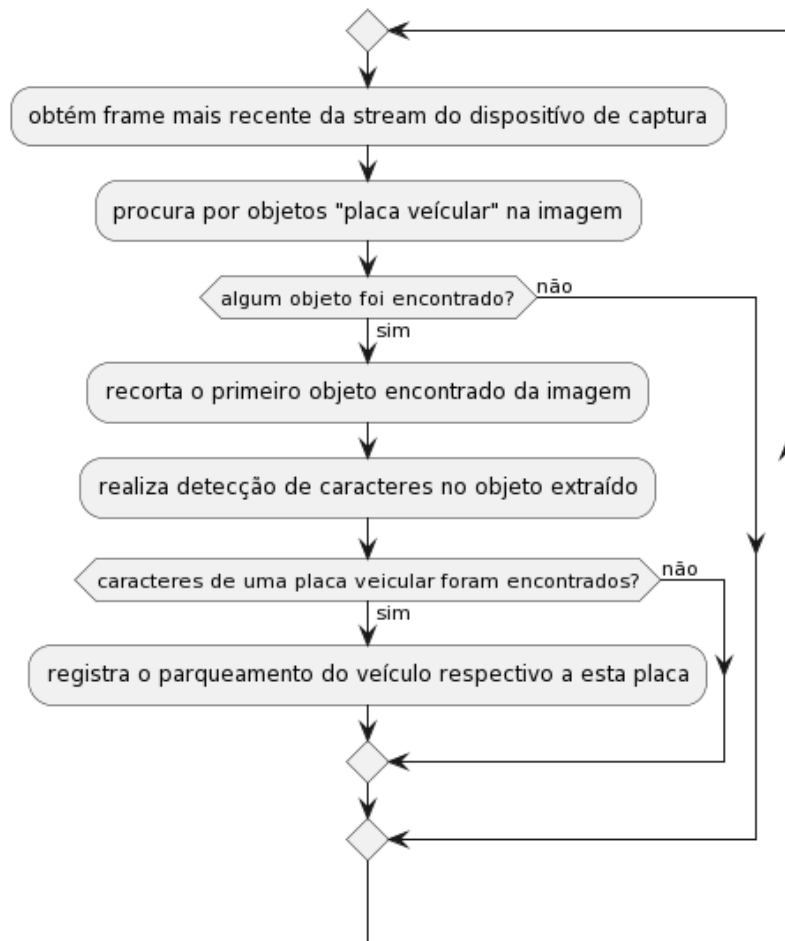 obtém frame mais recente da stream do dispositívo de captura
procura por objetos "placa veícular" na imagem
algum objeto foi encontrado?
não
sim
recorta o primeiro objeto encontrado da imagem
realiza detecção de caracteres no objeto extraído
caracteres de uma placa veicular foram encontrados?
não
sim
registra o parqueamento do veículo respectivo a esta placa